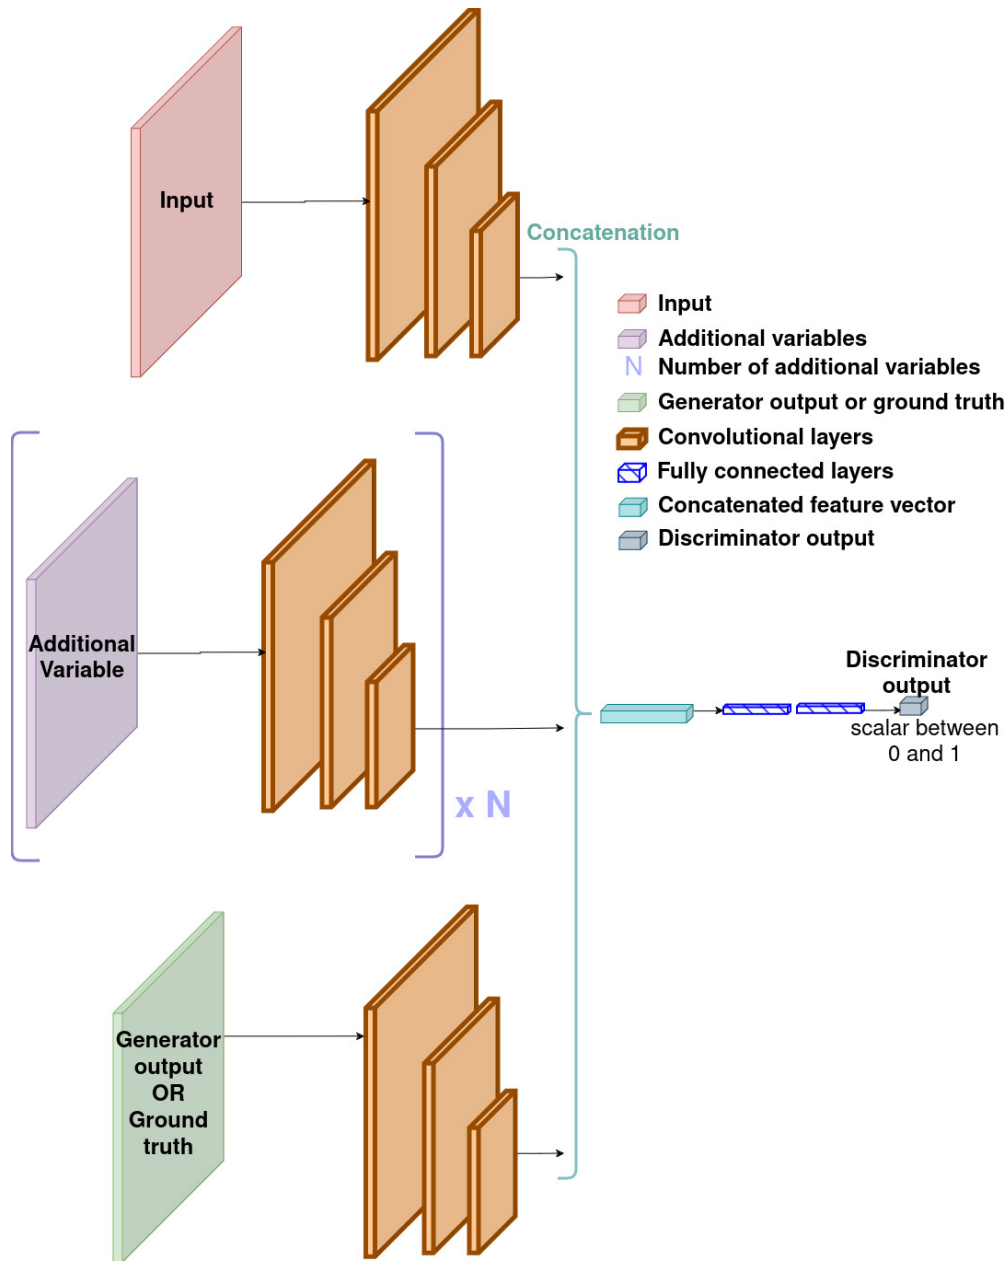 Input
Concatenation
Input
Additional variables
N Number of additional variables
Generator output or ground truth
Convolutional layers
Fully connected layers
Concatenated feature vector
Discriminator output
Additional
Variable
x N
Discriminator
output
scalar between
0 and 1
Generator
output
OR
Ground
truth